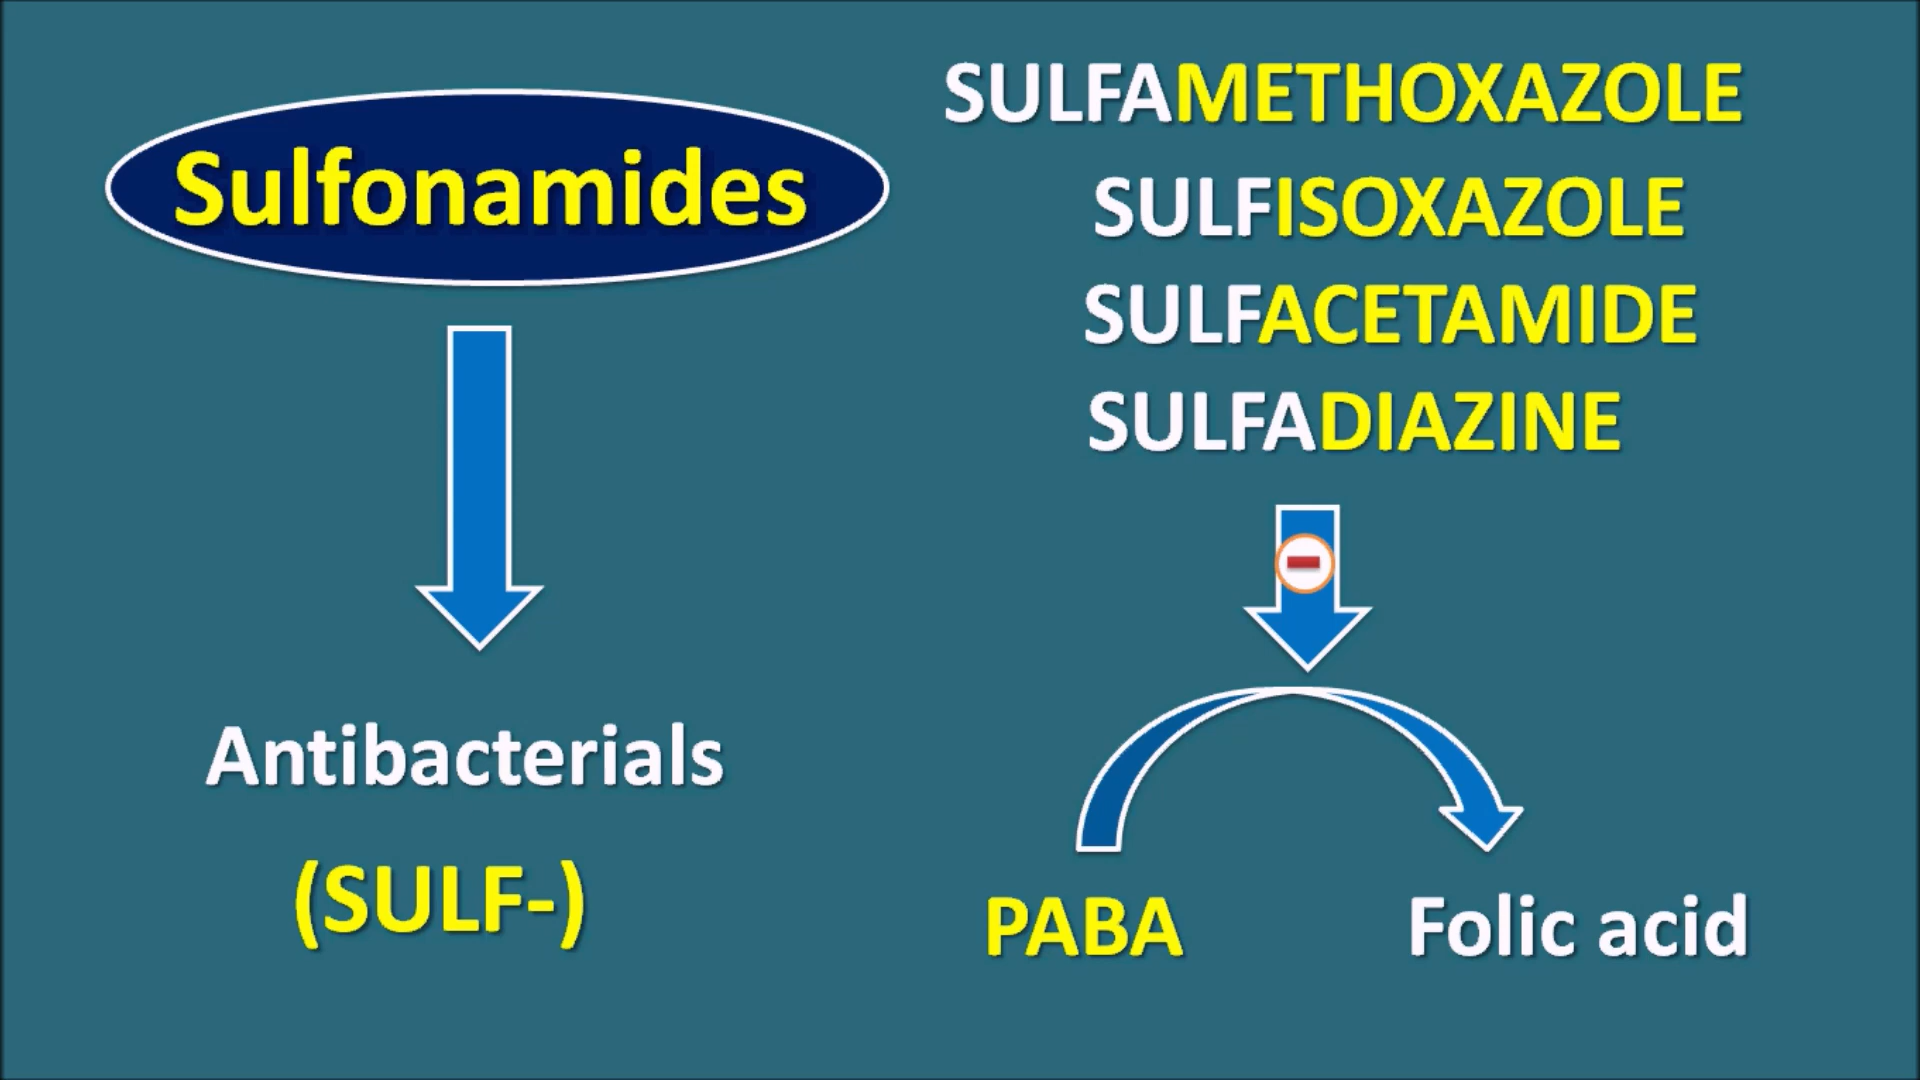 Sulfonamides
Antibacterials
(SULF-)
SULFAMETHOXAZOLE
SULFISOXAZOLE
SULFACETAMIDE
SULFADIAZINE
PABA
Folic acid